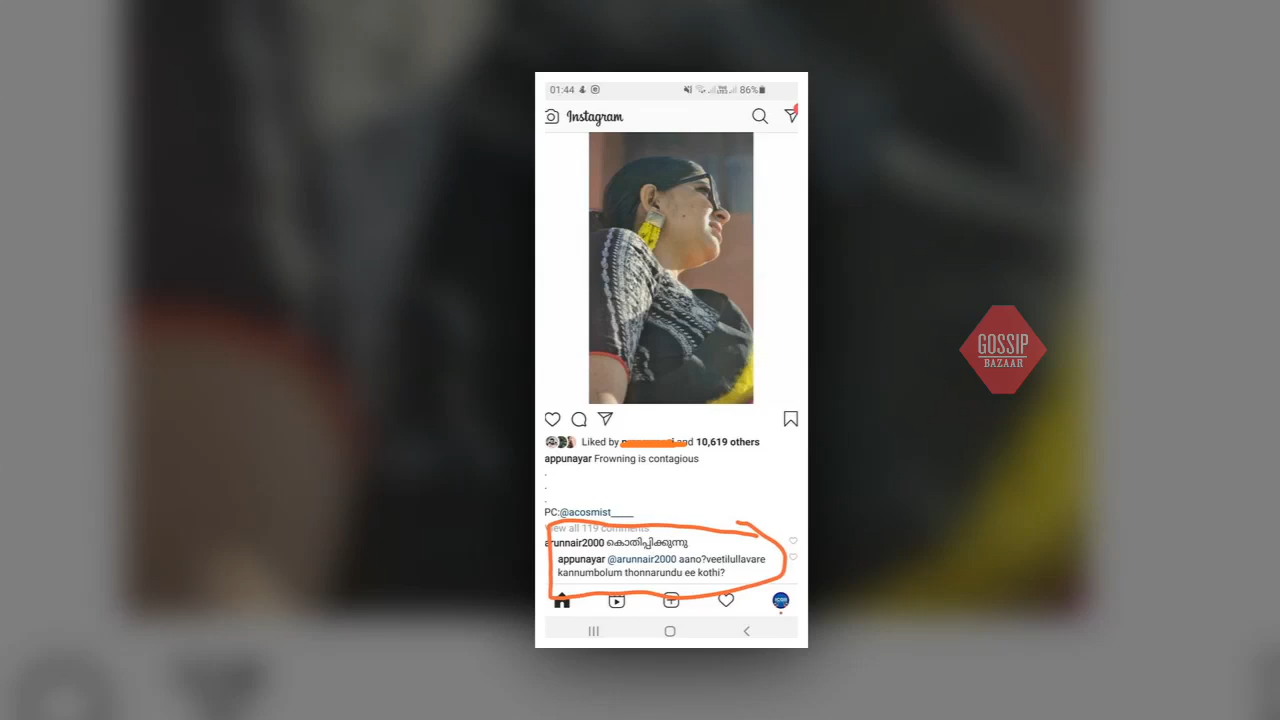 01:44
86%
Instagram
Liked by and 10,619 others
appunayar Frowning is contagious
.
.
.
PC:@acosmist_____
View all 119 comments
arunnair2000 കൊതിപ്പിക്കുന്നു
appunayar @arunnair2000 aano?veetilullavare
kannumbolum thonnarundu ee kothi?
GOSSIP
BAZAAR